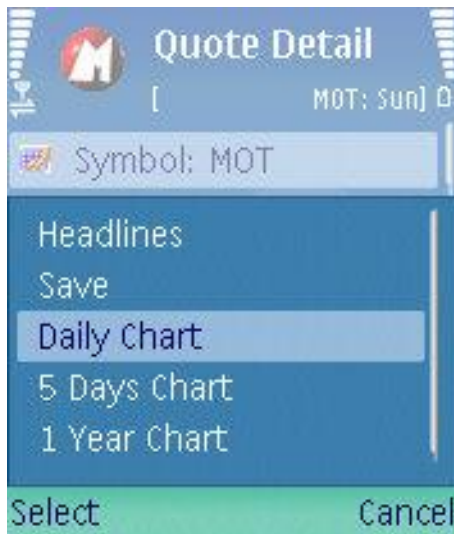 Quote Detail
[ MOT: Sun]
Symbol: MOT
Headlines
Save
Daily Chart
5 Days Chart
1 Year Chart
Select Cancel